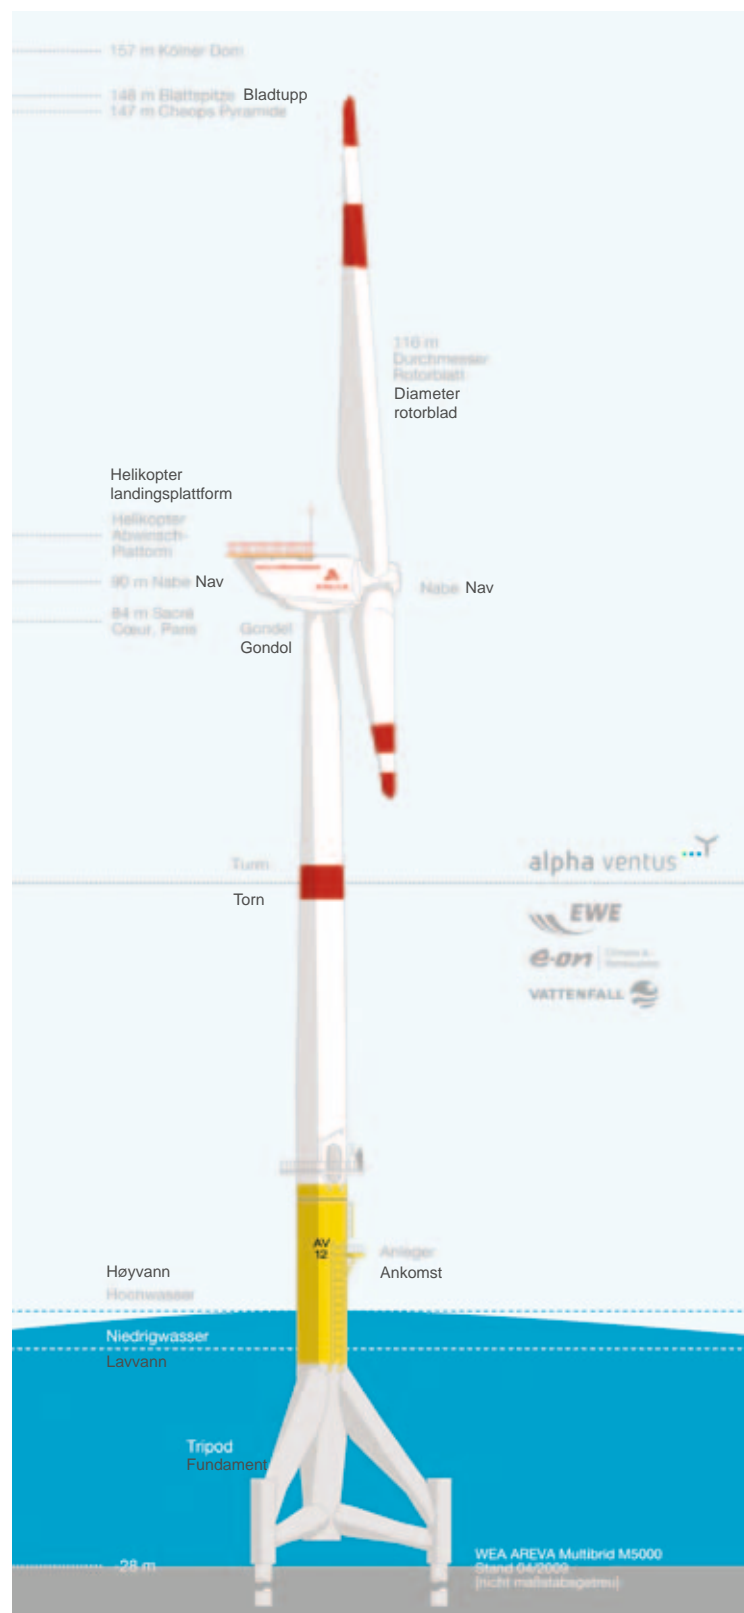 157 m Kölner Dom
148 m Blattspitze Bladtupp
147 m Cheops Pyramide
116 m
Durchmesser
Rotorblatt
Diameter
rotorblad
Helikopter
landingsplattform
Helikopter
Abwinsch-
Plattform
90 m Nabe Nav
Nabe Nav
84 m Sacré
Cœur, Paris
Gondel
Gondol
Turm
Torn
alpha ventus
EWE
e·on
VATTENFALL
AV
12
Anleger
Ankomst
Høyvann
Hochwasser
Niedrigwasser
Lavvann
Tripod
Fundament
-28 m
WEA AREVA Multibrid M5000
Stand 04/2009
(nicht maßstabsgetreu)